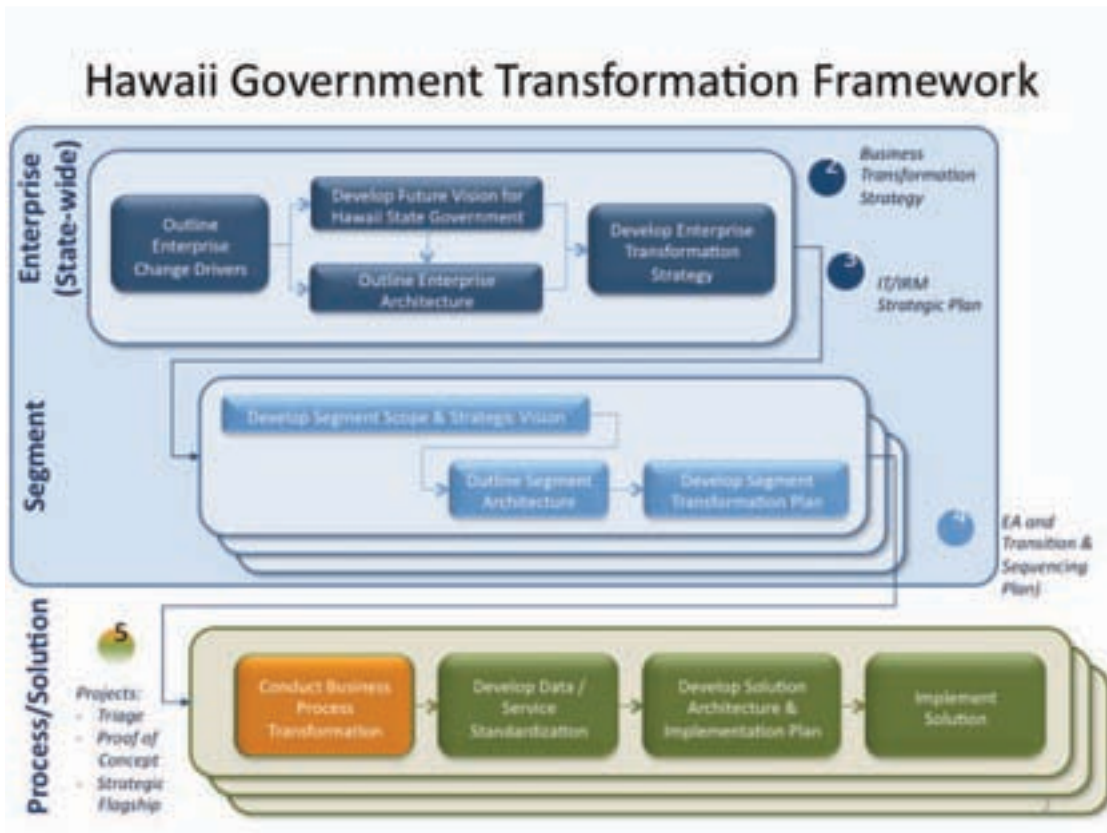 Hawaii Government Transformation Framework
Enterprise
(State-wide)
Outline
Enterprise
Change Drivers
Develop Future Vision for
Hawaii State Government
Outline Enterprise
Architecture
Develop Enterprise
Transformation
Strategy
2
Business
Transformation
Strategy
3
IT/IRM
Strategic Plan
Segment
Develop Segment Scope & Strategic Vision
Outline Segment
Architecture
Develop Segment
Transformation Plan
4
EA and
Transition &
Sequencing
Plan)
Process/Solution
5
Projects:
- Triage
- Proof of
Concept
- Strategic
Flagship
Conduct Business
Process
Transformation
Develop Data /
Service
Standardization
Develop Solution
Architecture &
Implementation Plan
Implement
Solution